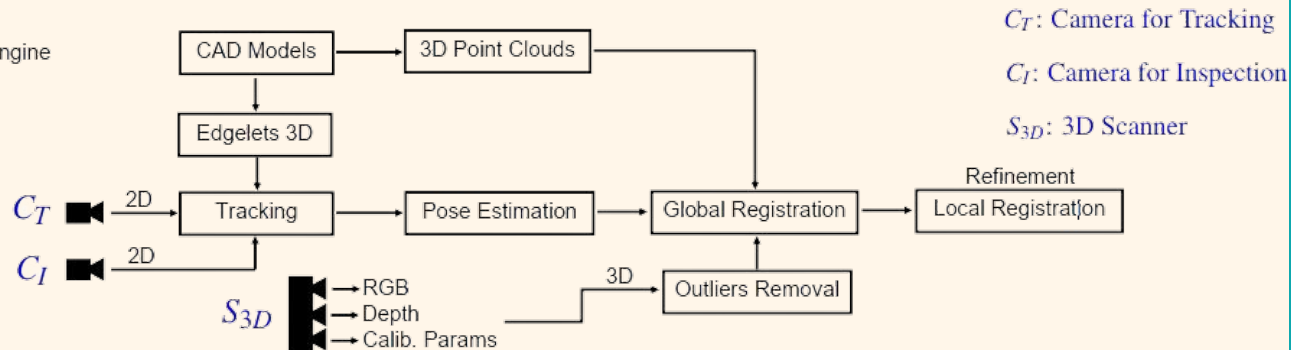 C_T: Camera for Tracking
ngine
CAD Models
3D Point Clouds
C_I: Camera for Inspection
Edgelets 3D
S_3D: 3D Scanner
Refinement
C_T
2D
Tracking
Pose Estimation
Global Registration
Local Registration
C_I
2D
3D
S_3D
RGB
Depth
Calib. Params
Outliers Removal